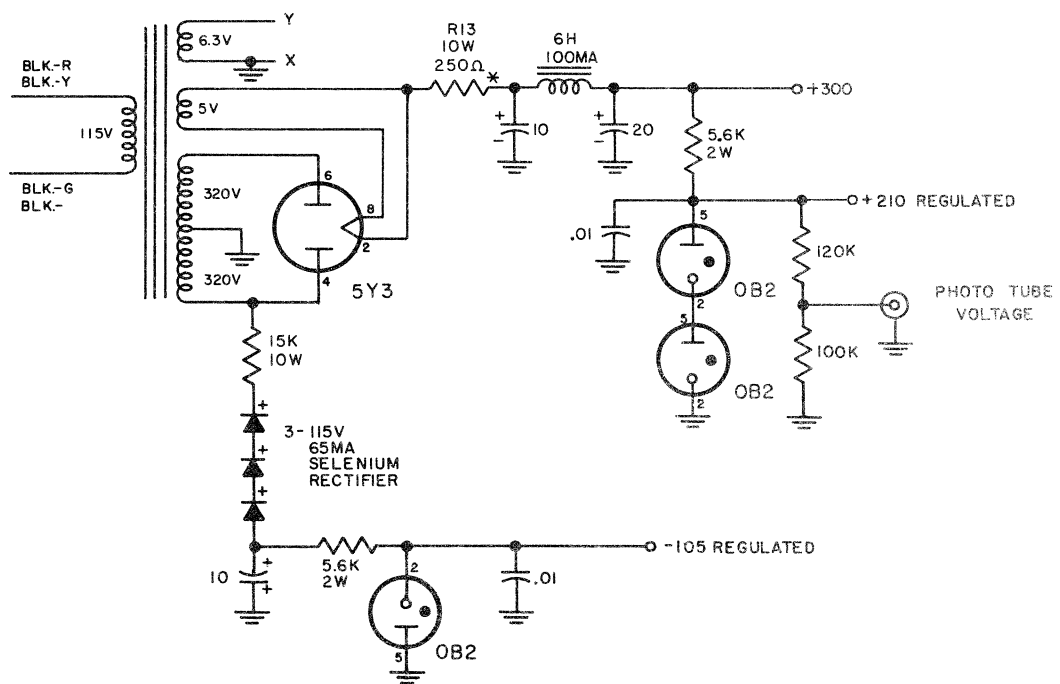 Y
6.3V
X
BLK.-R
BLK.-Y
115V
BLK.-G
BLK.-
5V
320V
320V
6
8
2
4
5Y3
R13
10W
250Ω
*
6H
100MA
+300
+
10
-
+
20
-
5.6K
2W
+210 REGULATED
.01
5
OB2
2
5
OB2
2
120K
100K
PHOTO TUBE
VOLTAGE
15K
10W
+
+
+
3-115V
65MA
SELENIUM
RECTIFIER
10
+
+
5.6K
2W
2
OB2
5
.01
-105 REGULATED